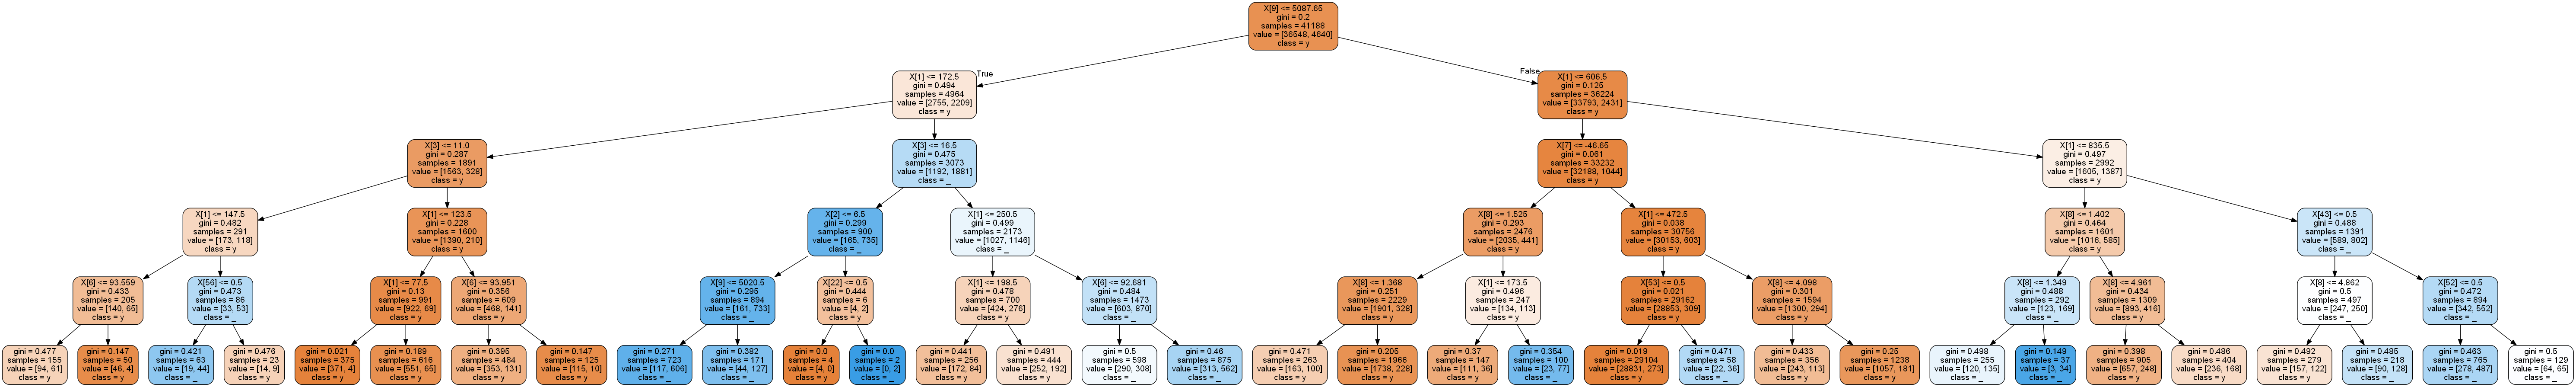 X[9] <= 5087.65
gini = 0.2
samples = 41188
value = [36548, 4640]
class = y
True
False
X[1] <= 172.5
gini = 0.494
samples = 4964
value = [2755, 2209]
class = y
X[1] <= 606.5
gini = 0.125
samples = 36224
value = [33793, 2431]
class = y
X[3] <= 11.0
gini = 0.287
samples = 1891
value = [1563, 328]
class = y
X[3] <= 16.5
gini = 0.475
samples = 3073
value = [1192, 1881]
class = _
X[7] <= -46.65
gini = 0.061
samples = 33232
value = [32188, 1044]
class = y
X[1] <= 835.5
gini = 0.497
samples = 2992
value = [1605, 1387]
class = y
X[1] <= 147.5
gini = 0.482
samples = 291
value = [173, 118]
class = y
X[1] <= 123.5
gini = 0.228
samples = 1600
value = [1390, 210]
class = y
X[2] <= 6.5
gini = 0.299
samples = 900
value = [165, 735]
class = _
X[1] <= 250.5
gini = 0.499
samples = 2173
value = [1027, 1146]
class = _
X[8] <= 1.525
gini = 0.293
samples = 2476
value = [2035, 441]
class = y
X[1] <= 472.5
gini = 0.038
samples = 30756
value = [30153, 603]
class = y
X[8] <= 1.402
gini = 0.464
samples = 1601
value = [1016, 585]
class = y
X[43] <= 0.5
gini = 0.488
samples = 1391
value = [589, 802]
class = _
X[6] <= 93.559
gini = 0.433
samples = 205
value = [140, 65]
class = y
X[56] <= 0.5
gini = 0.473
samples = 86
value = [33, 53]
class = _
X[1] <= 77.5
gini = 0.13
samples = 991
value = [922, 69]
class = y
X[6] <= 93.951
gini = 0.356
samples = 609
value = [468, 141]
class = y
X[9] <= 5020.5
gini = 0.295
samples = 894
value = [161, 733]
class = _
X[22] <= 0.5
gini = 0.444
samples = 6
value = [4, 2]
class = y
X[1] <= 198.5
gini = 0.478
samples = 700
value = [424, 276]
class = y
X[6] <= 92.681
gini = 0.484
samples = 1473
value = [603, 870]
class = _
X[8] <= 1.368
gini = 0.251
samples = 2229
value = [1901, 328]
class = y
X[1] <= 173.5
gini = 0.496
samples = 247
value = [134, 113]
class = y
X[53] <= 0.5
gini = 0.021
samples = 29162
value = [28853, 309]
class = y
X[8] <= 4.098
gini = 0.301
samples = 1594
value = [1300, 294]
class = y
X[8] <= 1.349
gini = 0.488
samples = 292
value = [123, 169]
class = _
X[8] <= 4.961
gini = 0.434
samples = 1309
value = [893, 416]
class = y
X[8] <= 4.862
gini = 0.5
samples = 497
value = [247, 250]
class = _
X[52] <= 0.5
gini = 0.472
samples = 894
value = [342, 552]
class = _
gini = 0.477
samples = 155
value = [94, 61]
class = y
gini = 0.147
samples = 50
value = [46, 4]
class = y
gini = 0.421
samples = 63
value = [19, 44]
class = _
gini = 0.476
samples = 23
value = [14, 9]
class = y
gini = 0.021
samples = 375
value = [371, 4]
class = y
gini = 0.189
samples = 616
value = [551, 65]
class = y
gini = 0.395
samples = 484
value = [353, 131]
class = y
gini = 0.147
samples = 125
value = [115, 10]
class = y
gini = 0.271
samples = 723
value = [117, 606]
class = _
gini = 0.382
samples = 171
value = [44, 127]
class = _
gini = 0.0
samples = 4
value = [4, 0]
class = y
gini = 0.0
samples = 2
value = [0, 2]
class = _
gini = 0.441
samples = 256
value = [172, 84]
class = y
gini = 0.491
samples = 444
value = [252, 192]
class = y
gini = 0.5
samples = 598
value = [290, 308]
class = _
gini = 0.46
samples = 875
value = [313, 562]
class = _
gini = 0.471
samples = 263
value = [163, 100]
class = y
gini = 0.205
samples = 1966
value = [1738, 228]
class = y
gini = 0.37
samples = 147
value = [111, 36]
class = y
gini = 0.354
samples = 100
value = [23, 77]
class = _
gini = 0.019
samples = 29104
value = [28831, 273]
class = y
gini = 0.471
samples = 58
value = [22, 36]
class = _
gini = 0.433
samples = 356
value = [243, 113]
class = y
gini = 0.25
samples = 1238
value = [1057, 181]
class = y
gini = 0.498
samples = 255
value = [120, 135]
class = _
gini = 0.149
samples = 37
value = [3, 34]
class = _
gini = 0.398
samples = 905
value = [657, 248]
class = y
gini = 0.486
samples = 404
value = [236, 168]
class = y
gini = 0.492
samples = 279
value = [157, 122]
class = y
gini = 0.485
samples = 218
value = [90, 128]
class = _
gini = 0.463
samples = 765
value = [278, 487]
class = _
gini = 0.5
samples = 129
value = [64, 65]
class = _